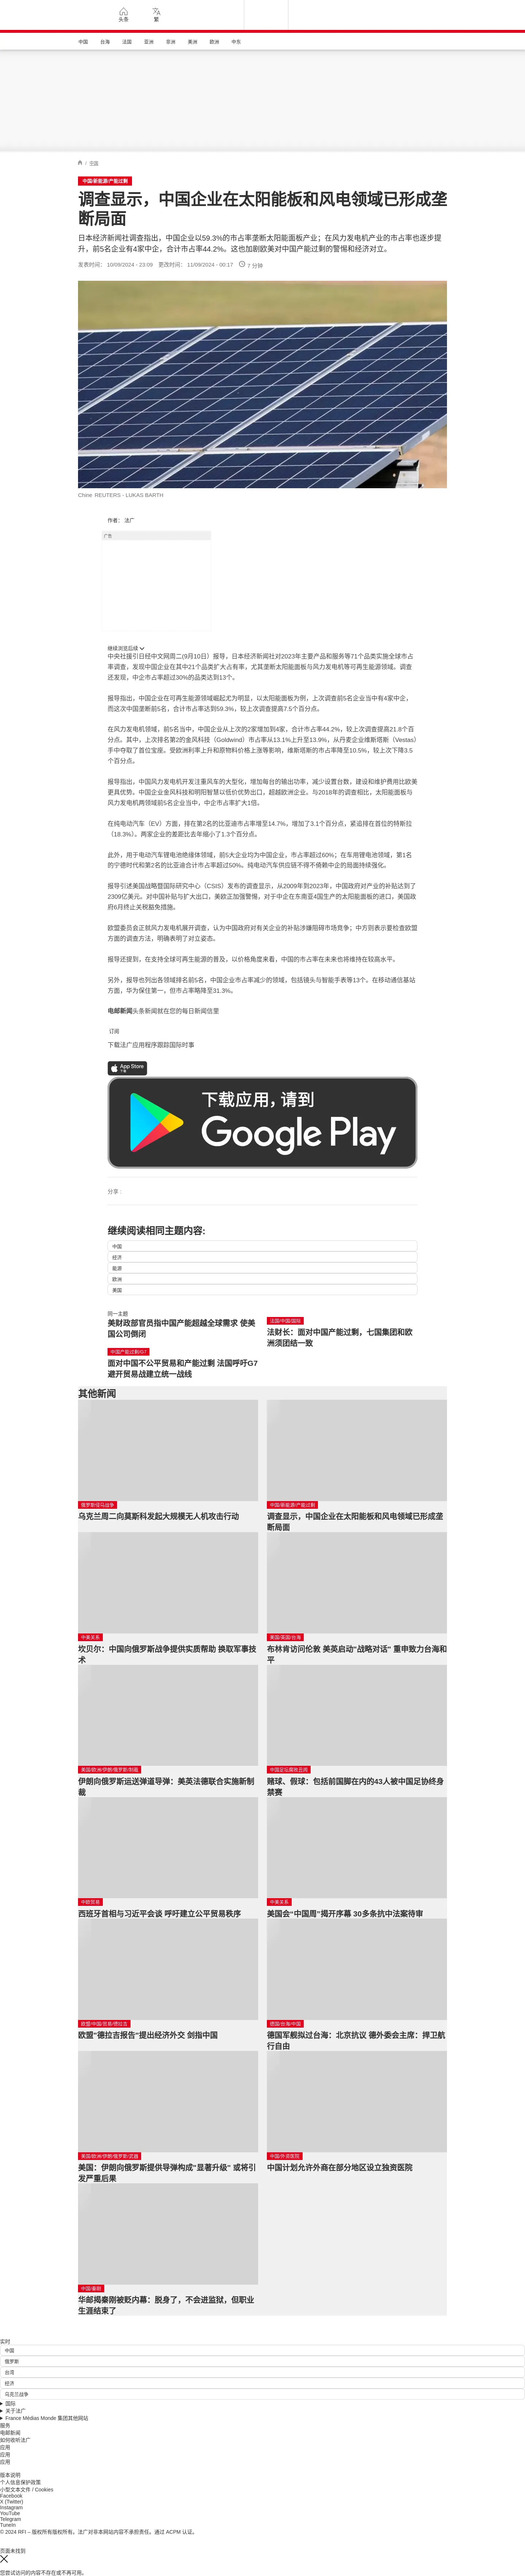 头条
繁
中国
台海
法国
亚洲
非洲
美洲
欧洲
中东
/ 中国
中国/新能源/产能过剩
调查显示，中国企业在太阳能板和风电领域已形成垄
断局面
日本经济新闻社调查指出，中国企业以59.3%的市占率垄断太阳能面板产业；在风力发电机产业的市占率也逐步提
升，前5名企业有4家中企，合计市占率44.2%。这也加剧欧美对中国产能过剩的警惕和经济对立。
发表时间： 10/09/2024 - 23:09 更改时间： 11/09/2024 - 00:17 7 分钟
Chine REUTERS - LUKAS BARTH
作者： 法广
广告
继续浏览后续
中央社援引日经中文网周二(9月10日）报导，日本经济新闻社对2023年主要产品和服务等71个品类实施全球市占
率调查，发现中国企业在其中21个品类扩大占有率，尤其垄断太阳能面板与风力发电机等可再生能源领域。调查
还发现，中企市占率超过30%的品类达到13个。
报导指出，中国企业在可再生能源领域崛起尤为明显，以太阳能面板为例，上次调查前5名企业当中有4家中企，
而这次中国垄断前5名，合计市占率达到59.3%，较上次调查提高7.5个百分点。
在风力发电机领域，前5名当中，中国企业从上次的2家增加到4家，合计市占率44.2%，较上次调查提高21.8个百
分点。其中，上次排名第2的金风科技（Goldwind）市占率从13.1%上升至13.9%，从丹麦企业维斯塔斯（Vestas）
手中夺取了首位宝座。受欧洲利率上升和原物料价格上涨等影响，维斯塔斯的市占率降至10.5%，较上次下降3.5
个百分点。
报导指出，中国风力发电机开发注重风车的大型化，增加每台的输出功率，减少设置台数，建设和维护费用比欧美
更具优势。中国企业金风科技和明阳智慧以低价优势出口，超越欧洲企业。与2018年的调查相比，太阳能面板与
风力发电机两领域前5名企业当中，中企市占率扩大1倍。
在纯电动汽车（EV）方面，排在第2名的比亚迪市占率增至14.7%，增加了3.1个百分点，紧追排在首位的特斯拉
（18.3%）。两家企业的差距比去年缩小了1.3个百分点。
此外，用于电动汽车锂电池绝缘体领域，前5大企业均为中国企业，市占率超过60%；在车用锂电池领域，第1名
的宁德时代和第2名的比亚迪合计市占率超过50%。纯电动汽车供应链不得不倚赖中企的局面持续强化。
报导引述美国战略暨国际研究中心（CSIS）发布的调查显示，从2009年到2023年，中国政府对产业的补贴达到了
2309亿美元。对中国补贴与扩大出口，美欧正加强警惕，对于中企在东南亚4国生产的太阳能面板的进口，美国政
府6月终止关税豁免措施。
欧盟委员会正就风力发电机展开调查，认为中国政府对有关企业的补贴涉嫌阻碍市场竞争；中方则表示要检查欧盟
方面的调查方法，明确表明了对立姿态。
报导还提到，在支持全球可再生能源的普及，以价格角度来看，中国的市占率在未来也将维持在较高水平。
另外，报导也列出各领域排名前5名，中国企业市占率减少的领域，包括镜头与智能手表等13个。在移动通信基站
方面，华为保住第一，但市占率略降至31.3%。
电邮新闻头条新闻就在您的每日新闻信里
订阅
下载法广应用程序跟踪国际时事
App Store
下载应用，请到
Google Play
分享 :
继续阅读相同主题内容:
中国
经济
能源
欧洲
美国
同一主题
美财政部官员指中国产能超越全球需求 使美
国公司倒闭
法国/中国/国际
法财长：面对中国产能过剩，七国集团和欧
洲须团结一致
中国产能过剩/G7
面对中国不公平贸易和产能过剩 法国呼吁G7
避开贸易战建立统一战线
其他新闻
俄罗斯侵乌战争
乌克兰周二向莫斯科发起大规模无人机攻击行动
中国/新能源/产能过剩
调查显示，中国企业在太阳能板和风电领域已形成垄
断局面
中美关系
坎贝尔：中国向俄罗斯战争提供实质帮助 换取军事技
术
美国/英国/台海
布林肯访问伦敦 美英启动"战略对话" 重申致力台海和
平
美国/欧洲/伊朗/俄罗斯/制裁
伊朗向俄罗斯运送弹道导弹：美英法德联合实施新制
裁
中国足坛腐败丑闻
赌球、假球：包括前国脚在内的43人被中国足协终身
禁赛
中欧贸易
西班牙首相与习近平会谈 呼吁建立公平贸易秩序
中美关系
美国会“中国周”揭开序幕 30多条抗中法案待审
欧盟/中国/贸易/德拉吉
欧盟"德拉吉报告"提出经济外交 剑指中国
德国/台海/中国
德国军舰拟过台海：北京抗议 德外委会主席：捍卫航
行自由
美国/欧洲/伊朗/俄罗斯/武器
美国：伊朗向俄罗斯提供导弹构成"显著升级" 或将引
发严重后果
中国/外资医院
中国计划允许外商在部分地区设立独资医院
中国/秦刚
华邮揭秦刚被贬内幕：脱身了，不会进监狱，但职业
生涯结束了
实时
中国
俄罗斯
台湾
经济
乌克兰战争
国际
关于法广
France Médias Monde 集团其他网站
服务
电邮新闻
如何收听法广
应用
应用
应用
版本说明
个人信息保护政策
小型文本文件 / Cookies
Facebook
X (Twitter)
Instagram
YouTube
Telegram
TuneIn
© 2024 RFI – 版权所有版权所有。法广对非本网站内容不承担责任。通过 ACPM 认证。
页面未找到
您尝试访问的内容不存在或不再可用。